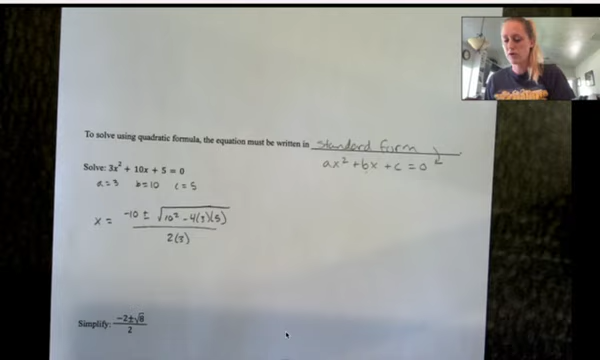 To solve using quadratic formula, the equation must be written in standard form
ax² + bx + c = 0
Solve: 3x² + 10x + 5 = 0
a=3 b=10 c=5
x = -10 ± √10² - 4(3)(5) / 2(3)
Simplify: -2±√8 / 2